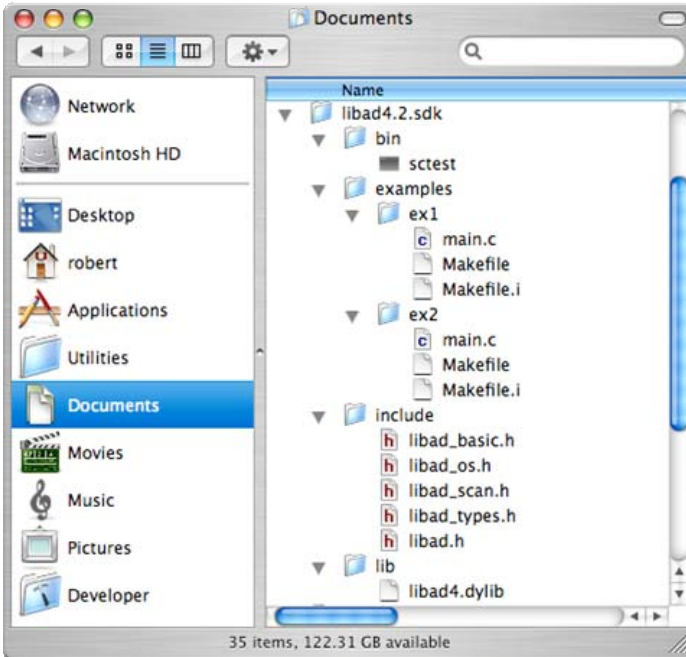 Documents
Network
Macintosh HD
Desktop
robert
Applications
Utilities
Documents
Movies
Music
Pictures
Developer
Name
libad4.2.sdk
bin
sctest
examples
ex1
c main.c
Makefile
Makefile.i
ex2
c main.c
Makefile
Makefile.i
include
h libad_basic.h
h libad_os.h
h libad_scan.h
h libad_types.h
h libad.h
lib
libad4.dylib
35 items, 122.31 GB available